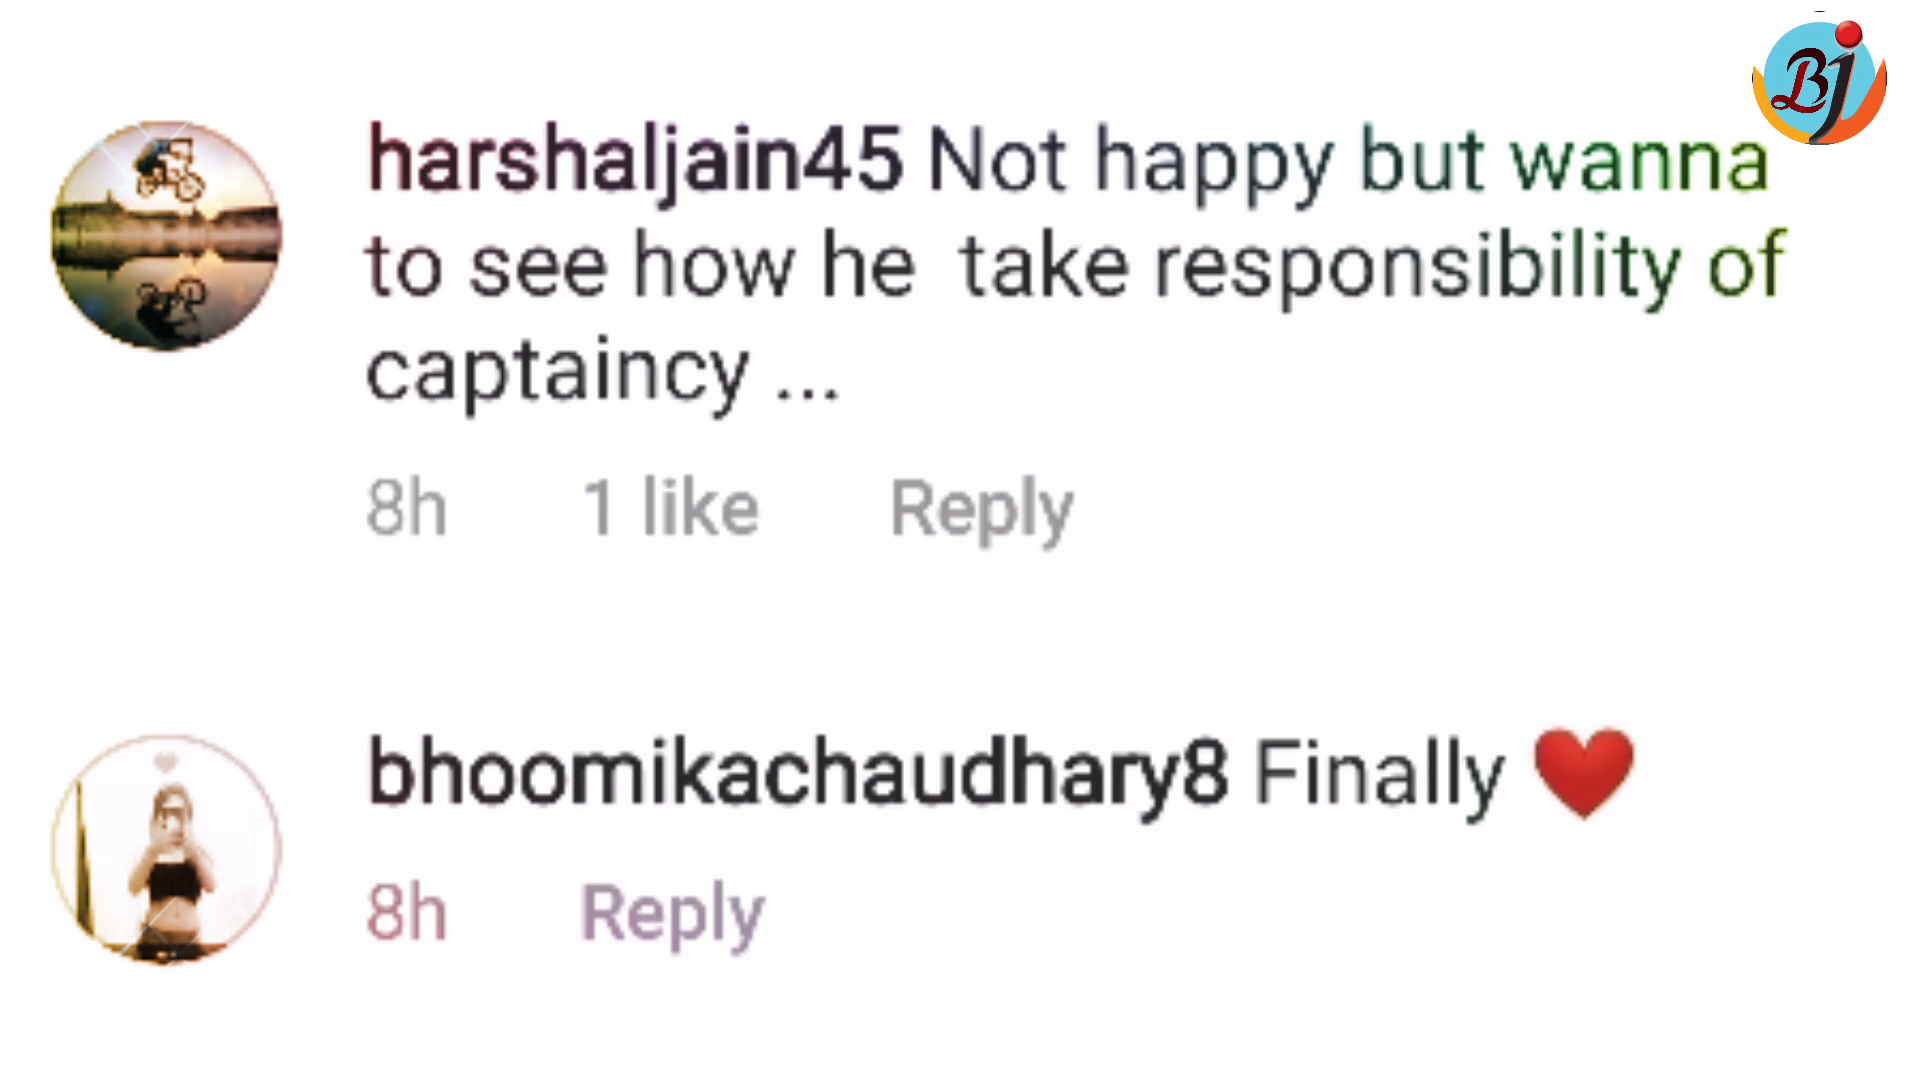 Bj
harshaljain45 Not happy but wanna
to see how he take responsibility of
captaincy ...
8h 1 like Reply
bhoomikachaudhary8 Finally ❤️
8h Reply